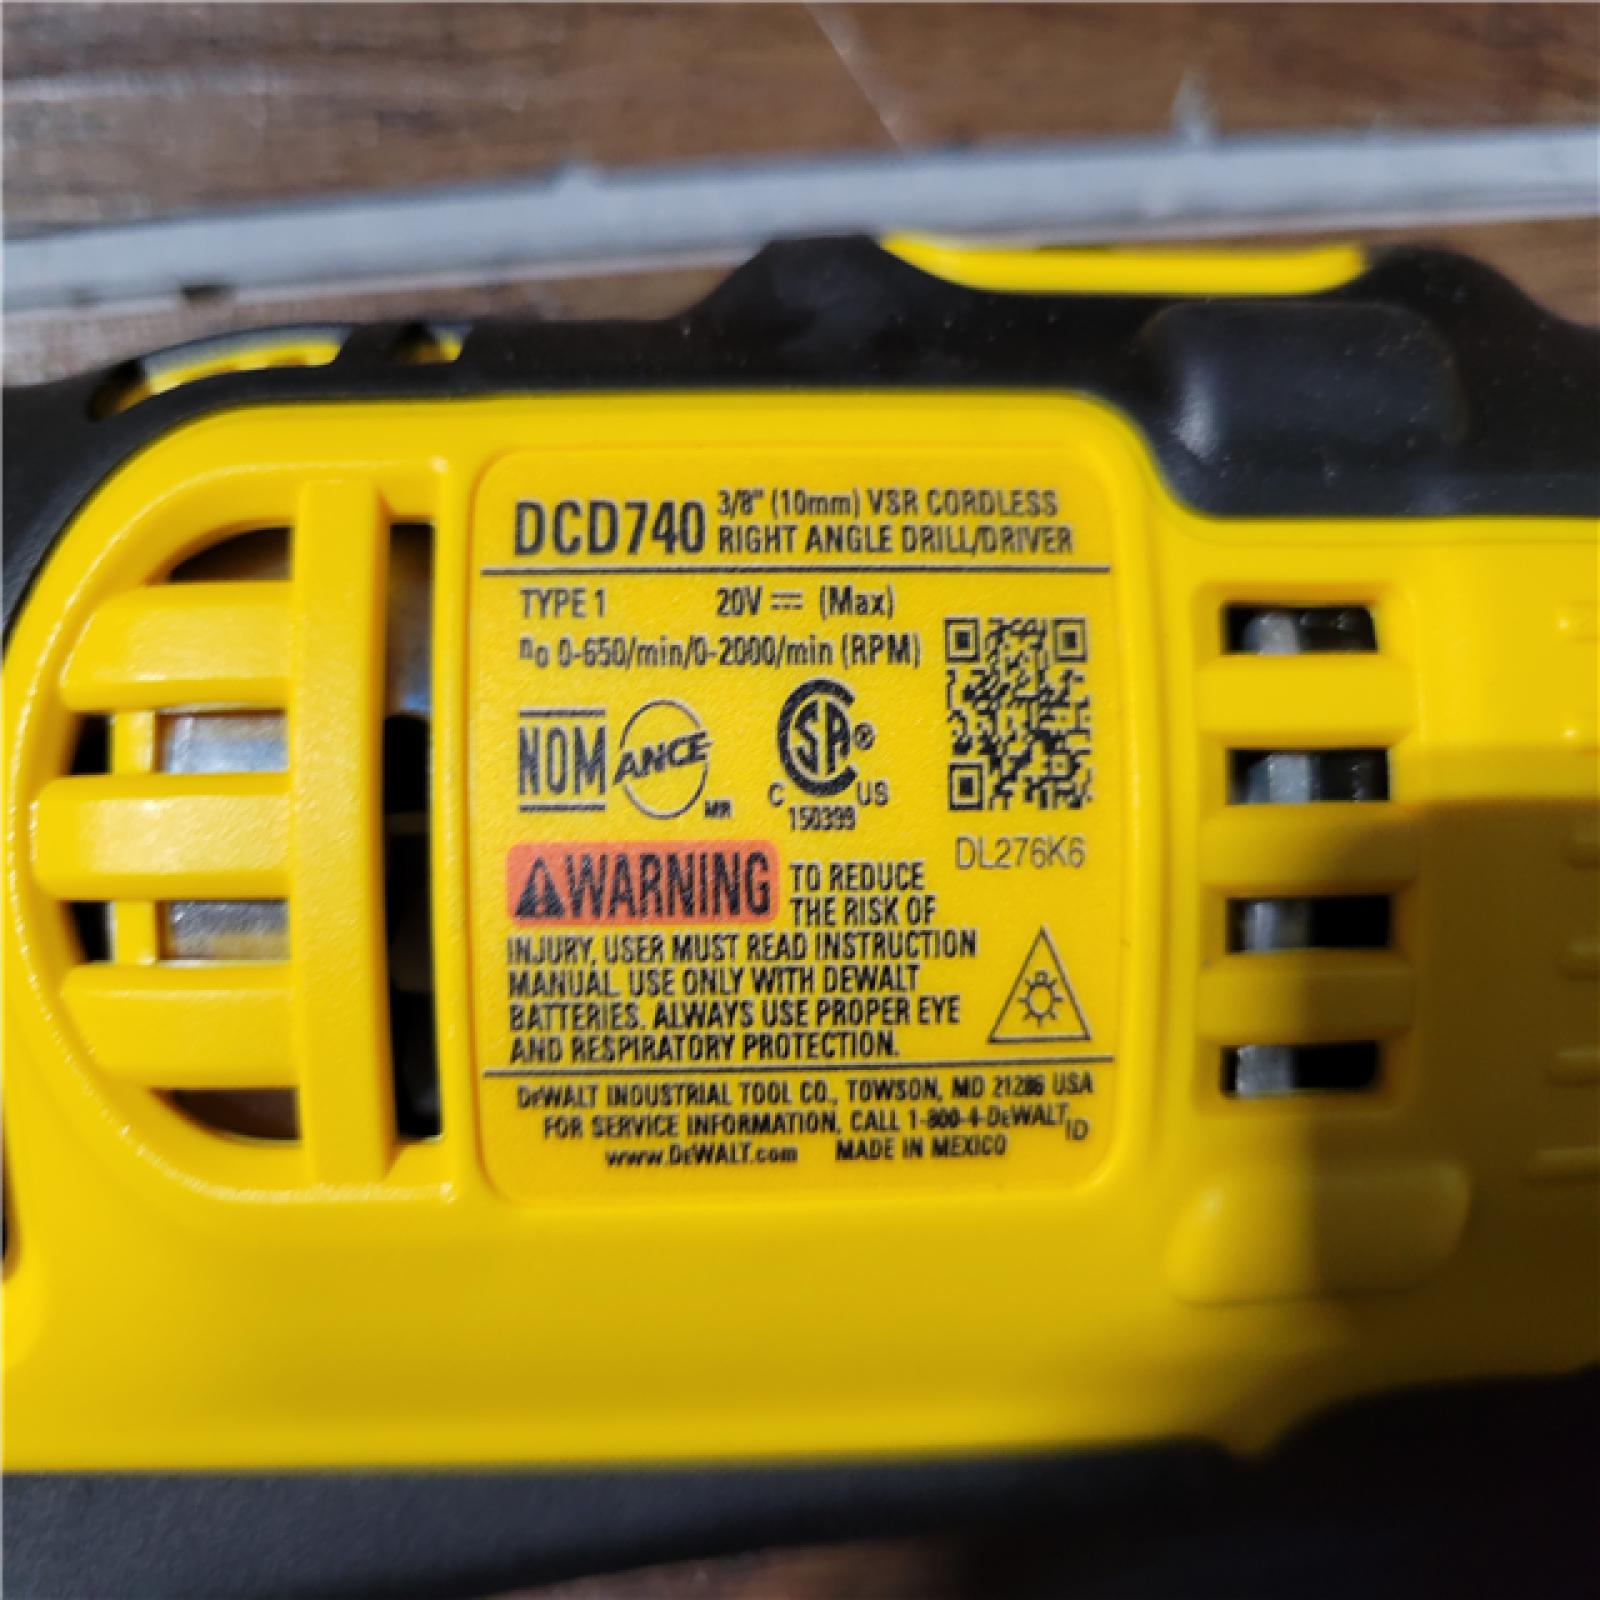 DCD740 3/8" (10mm) VSR CORDLESS
RIGHT ANGLE DRILL/DRIVER
TYPE 1 20V ⎓ (Max)
n₀ 0-650/min/0-2000/min (RPM)
NOM ANCE MR
CSA® C US
150399
DL276K6
⚠WARNING TO REDUCE
THE RISK OF
INJURY, USER MUST READ INSTRUCTION
MANUAL. USE ONLY WITH DEWALT
BATTERIES. ALWAYS USE PROPER EYE
AND RESPIRATORY PROTECTION.
DeWALT INDUSTRIAL TOOL CO., TOWSON, MD 21286 USA
FOR SERVICE INFORMATION, CALL 1-800-4-DeWALT
ID
www.DeWALT.com MADE IN MEXICO